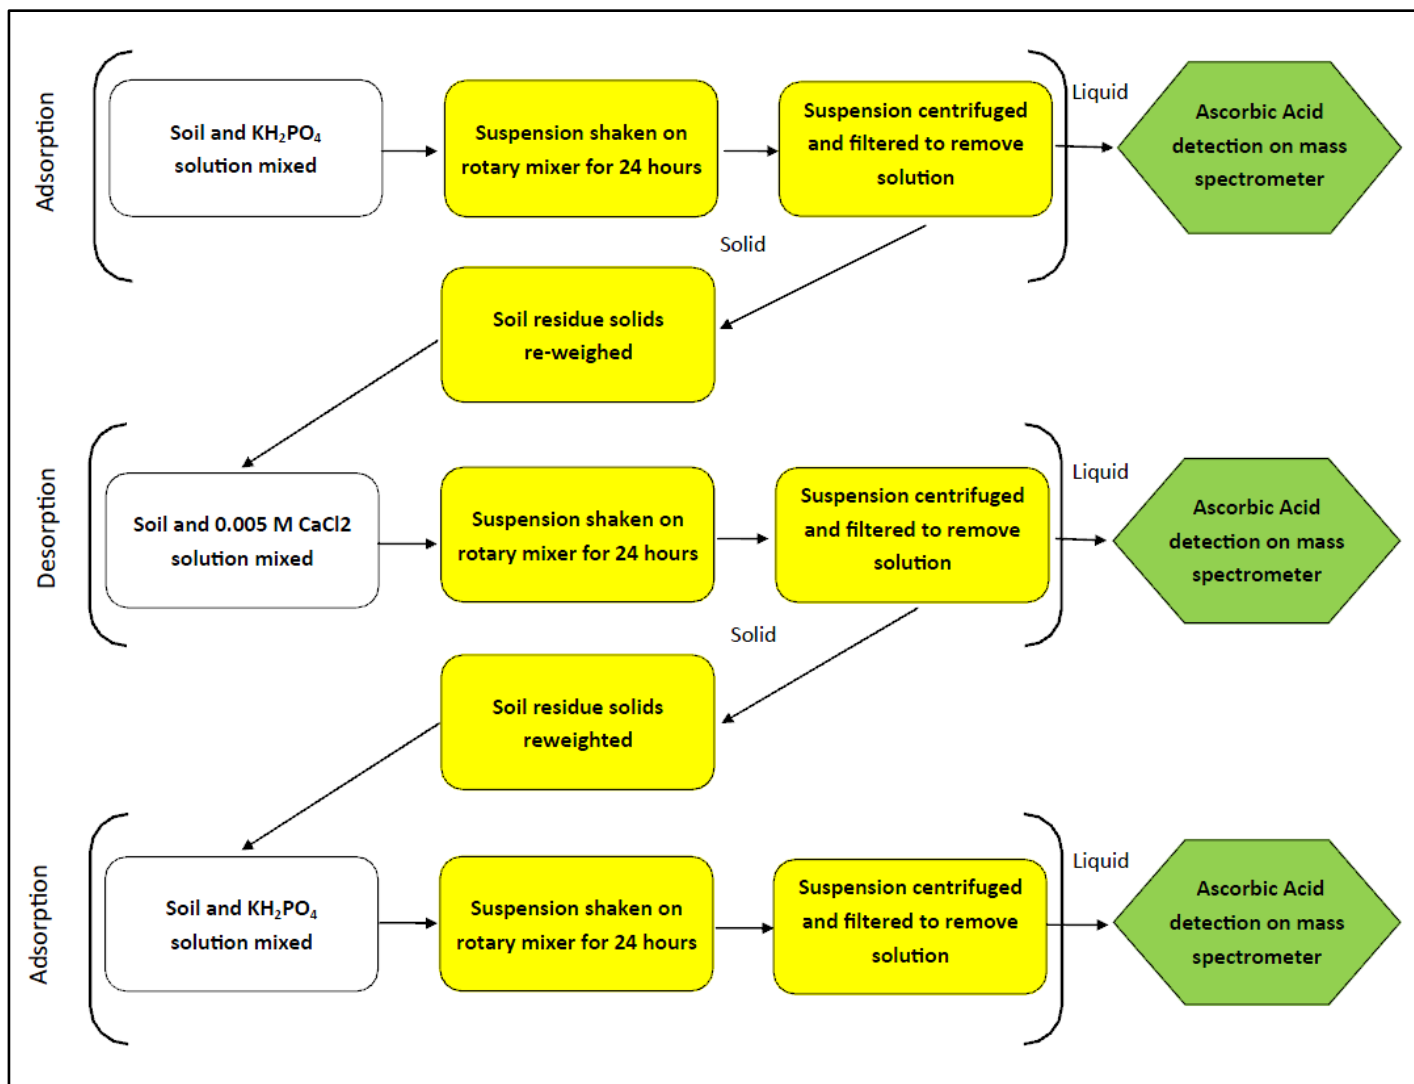 Adsorption
Soil and KH₂PO₄
solution mixed
Suspension shaken on
rotary mixer for 24 hours
Suspension centrifuged
and filtered to remove
solution
Liquid
Ascorbic Acid
detection on mass
spectrometer
Solid
Soil residue solids
re-weighed
Desorption
Soil and 0.005 M CaCl2
solution mixed
Suspension shaken on
rotary mixer for 24 hours
Suspension centrifuged
and filtered to remove
solution
Liquid
Ascorbic Acid
detection on mass
spectrometer
Solid
Soil residue solids
reweighted
Adsorption
Soil and KH₂PO₄
solution mixed
Suspension shaken on
rotary mixer for 24 hours
Suspension centrifuged
and filtered to remove
solution
Liquid
Ascorbic Acid
detection on mass
spectrometer